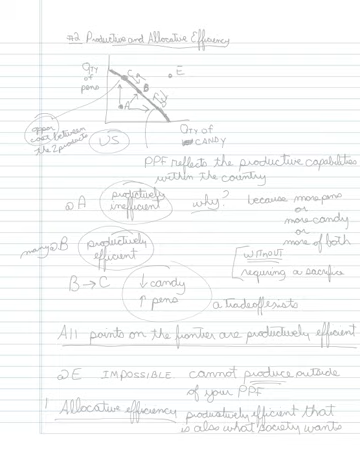 #2 Productive and Allocative Efficiency
QTY of pens
C
B
A
E
QTY of CANDY
US
oppor cost between the 2 products
PPF reflects the productive capabilities
within the country
@ A productively inefficient why? because more pens
or
more candy
or
more of both
WITHOUT
requiring a sacrifice
many @ B productively efficient
B → C ↓ candy
↑ pens
a tradeoff exists
All points on the frontier are productively efficient
@ E IMPOSSIBLE cannot produce outside
of your PPF
! Allocative efficiency productively efficient that
is also what society wants